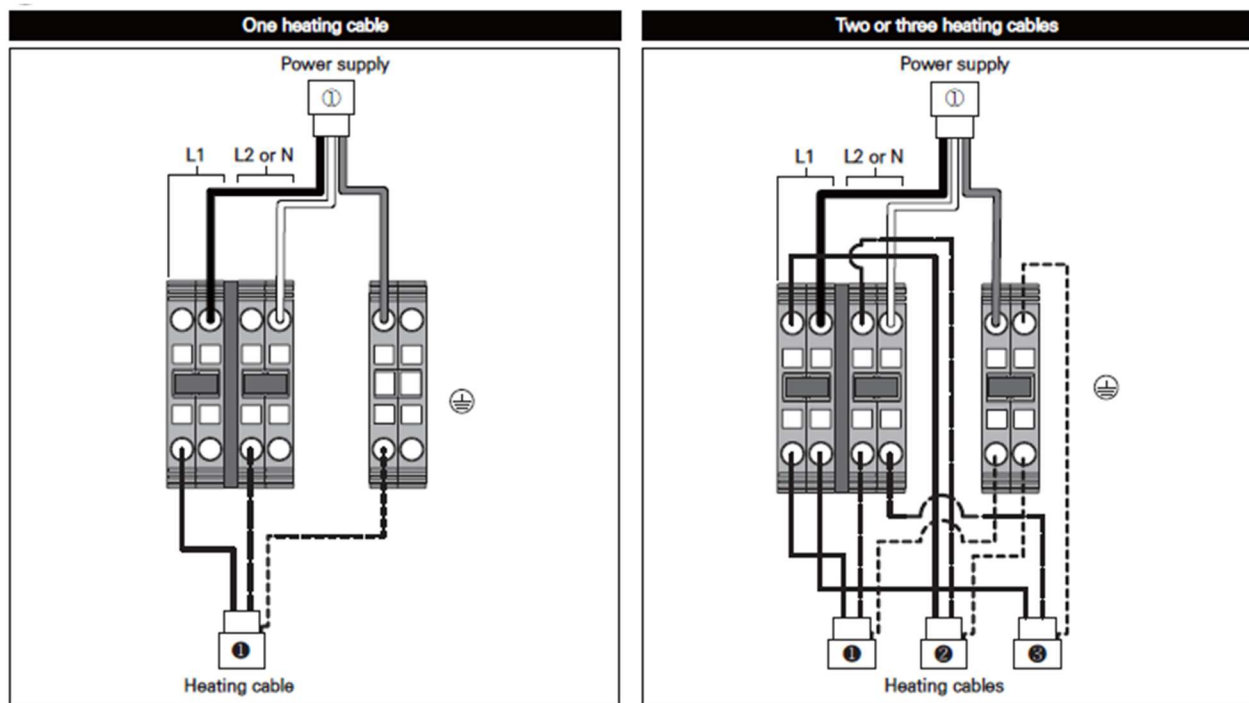 One heating cable
Power supply
①
L1
L2 or N
❶
Heating cable
Two or three heating cables
Power supply
①
L1
L2 or N
❶
❷
❸
Heating cables